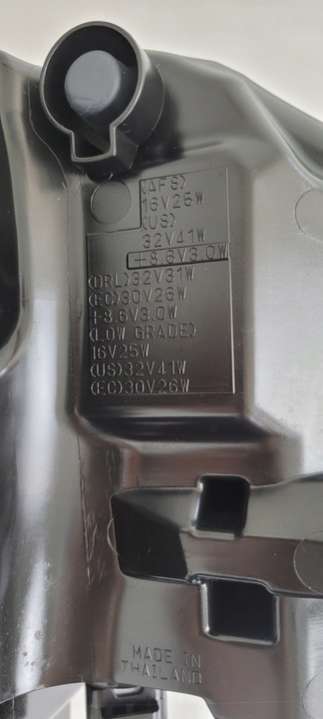 (AFS)
16V26W
(US)
32V41W
+8.6V3.0W
(DRL)32V31W
(EC)30V26W
+8.6V3.0W
(LOW GRADE)
16V25W
(US)32V41W
(EC)30V26W
MADE IN
THAILAND